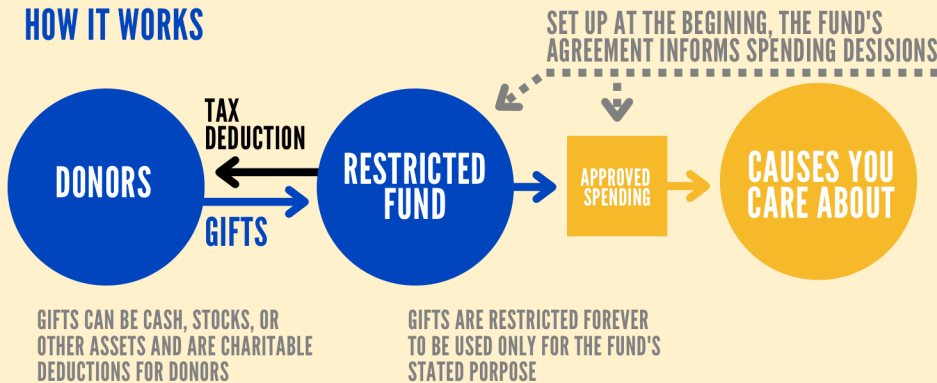 HOW IT WORKS
SET UP AT THE BEGINING, THE FUND'S
AGREEMENT INFORMS SPENDING DESISIONS
TAX
DEDUCTION
DONORS
GIFTS
RESTRICTED
FUND
APPROVED
SPENDING
CAUSES YOU
CARE ABOUT
GIFTS CAN BE CASH, STOCKS, OR
OTHER ASSETS AND ARE CHARITABLE
DEDUCTIONS FOR DONORS
GIFTS ARE RESTRICTED FOREVER
TO BE USED ONLY FOR THE FUND'S
STATED PORPOSE